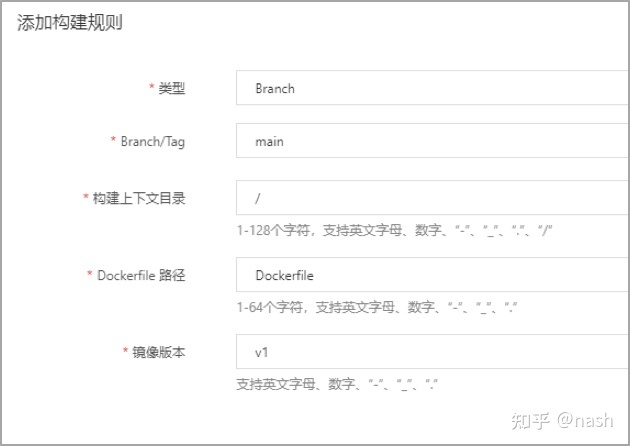 添加构建规则
* 类型 Branch
* Branch/Tag main
* 构建上下文目录 /
1-128个字符，支持英文字母、数字、“-”、“_”、“.”、“/”
* Dockerfile 路径 Dockerfile
1-64个字符，支持英文字母、数字、“-”、“_”、“.”
* 镜像版本 v1
支持英文字母、数字、“-”、“_”、“.”
知乎 @nash